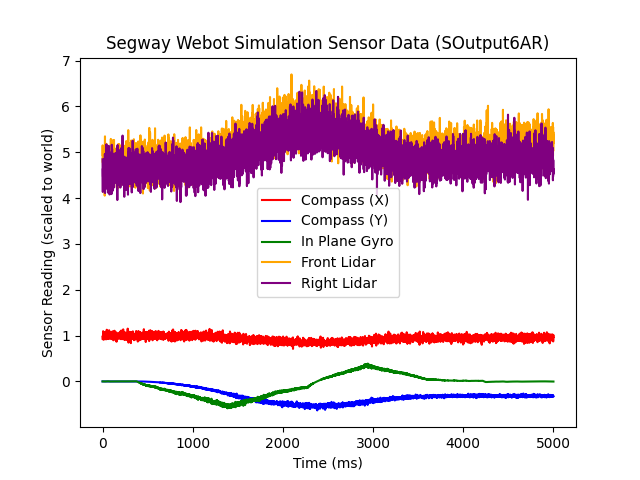 Segway Webot Simulation Sensor Data (SOutput6AR)
7
6
5
4
3
2
1
0
Sensor Reading (scaled to world)
Compass (X)
Compass (Y)
In Plane Gyro
Front Lidar
Right Lidar
0 1000 2000 3000 4000 5000
Time (ms)